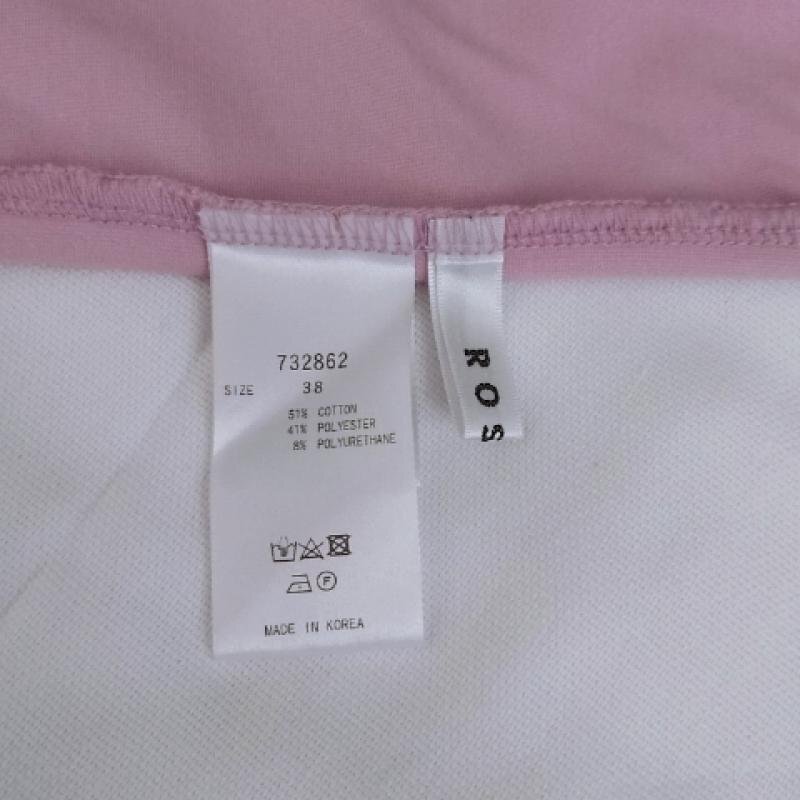 732862
SIZE 38
51% COTTON
41% POLYESTER
8% POLYURETHANE
F
MADE IN KOREA
ROS